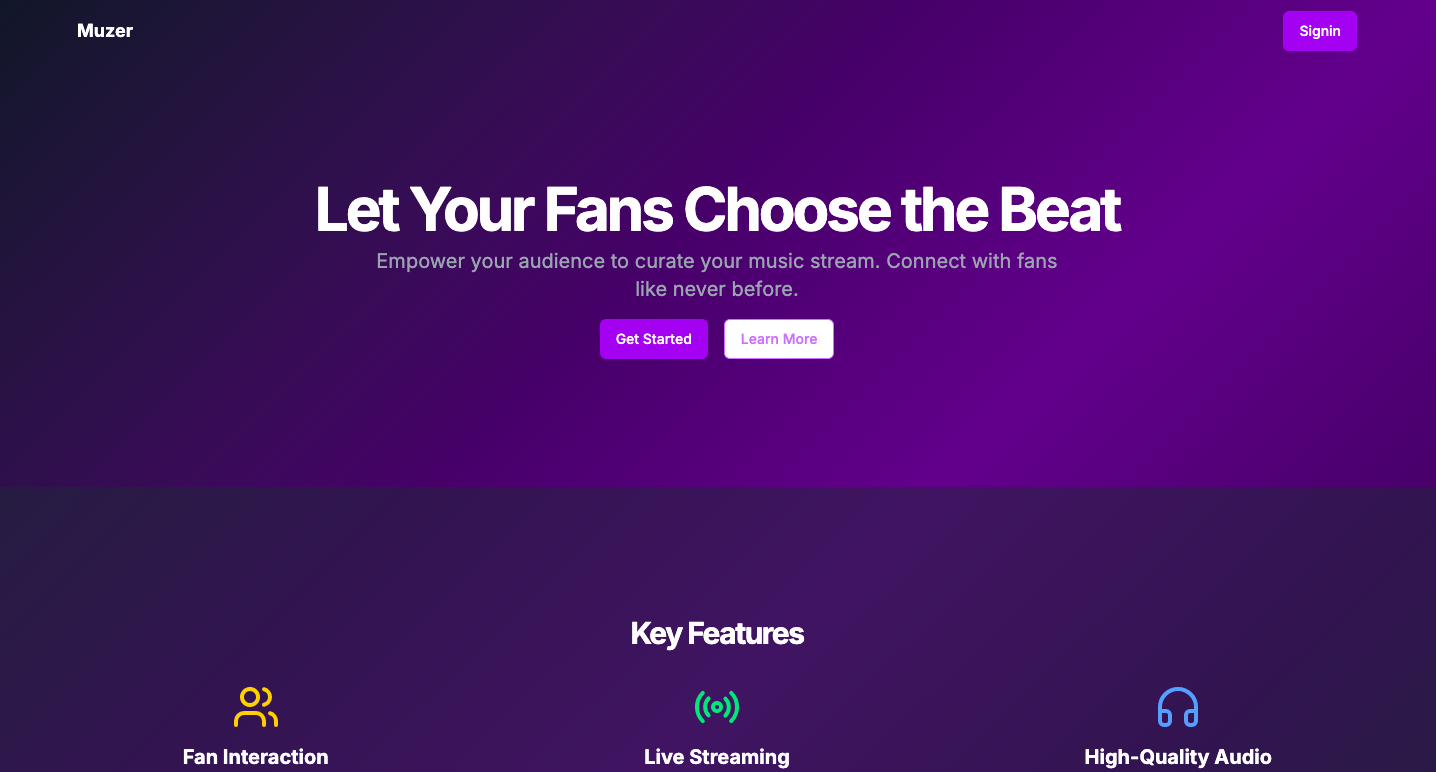 Muzer
Signin
Let Your Fans Choose the Beat
Empower your audience to curate your music stream. Connect with fans
like never before.
Get Started
Learn More
Key Features
Fan Interaction
Live Streaming
High-Quality Audio